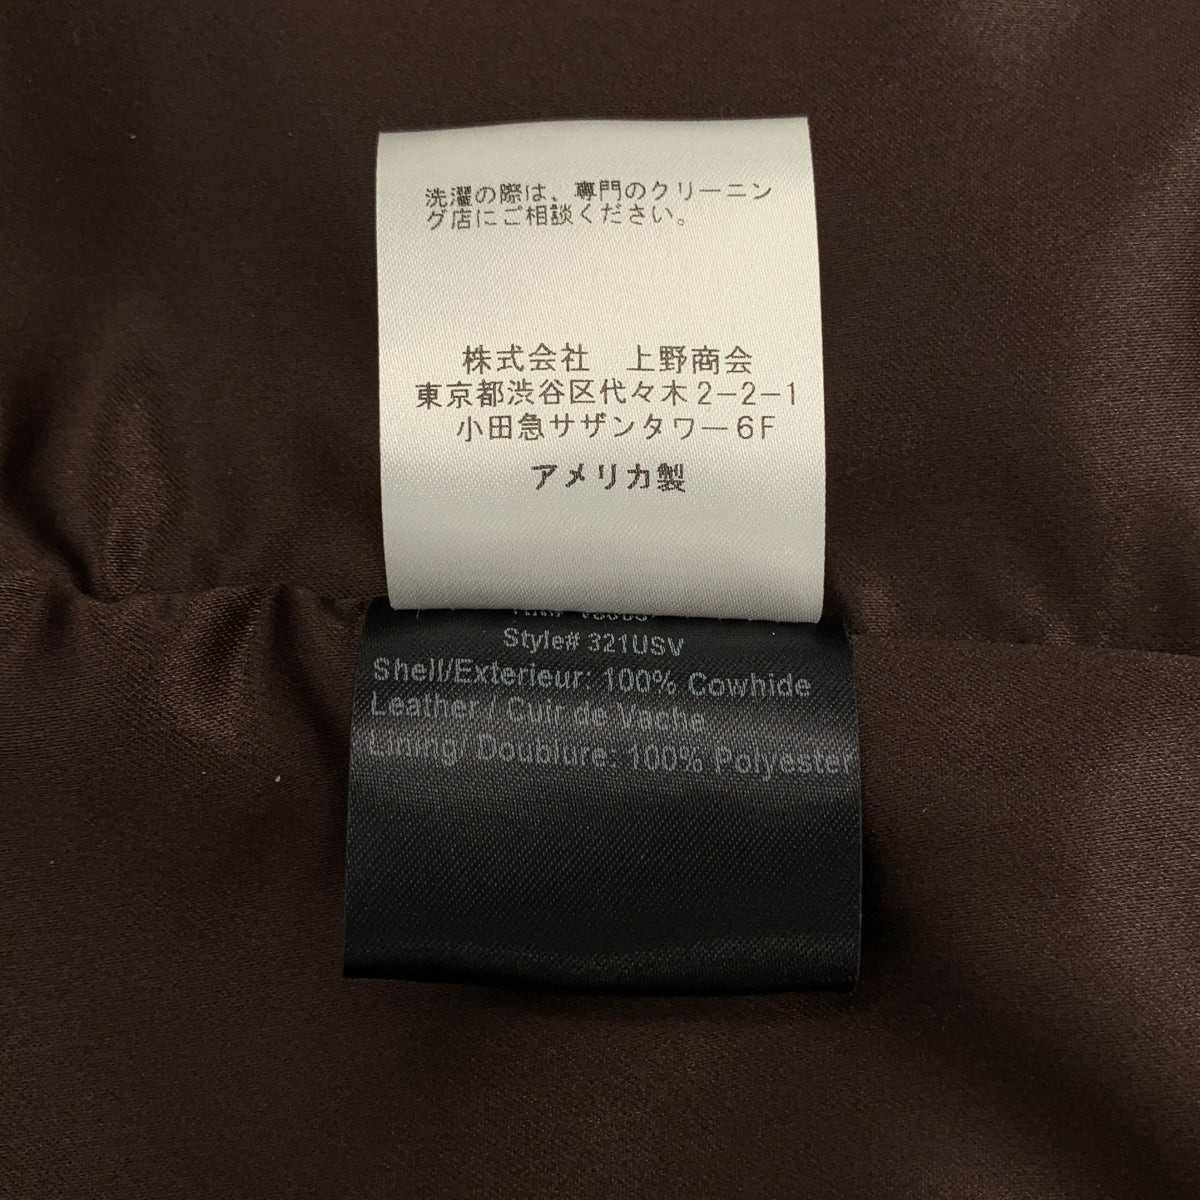 洗濯の際は、専門のクリーニン
グ店にご相談ください。
株式会社　上野商会
東京都渋谷区代々木2-2-1
小田急サザンタワー6F
アメリカ製
Style# 321USV
Shell/Exterieur: 100% Cowhide
Leather / Cuir de Vache
Lining/ Doublure: 100% Polyester